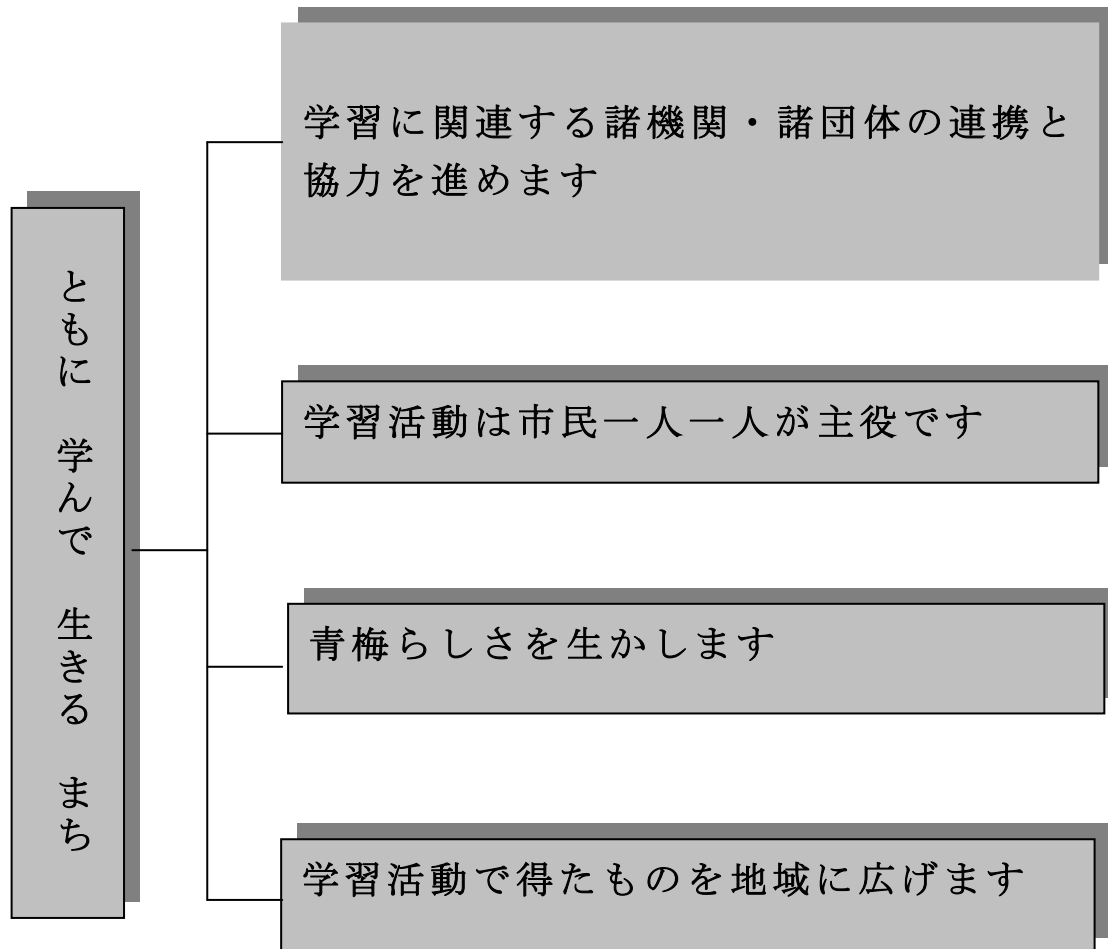 ともに 学んで 生きる まち
学習に関連する諸機関・諸団体の連携と
協力を進めます
学習活動は市民一人一人が主役です
青梅らしさを生かします
学習活動で得たものを地域に広げます